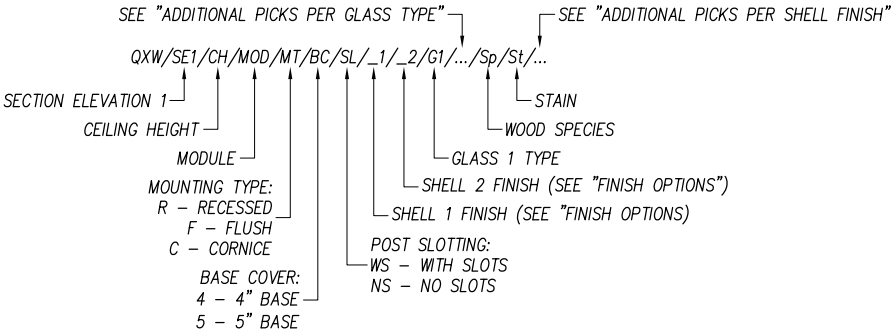 SEE "ADDITIONAL PICKS PER GLASS TYPE"
SEE "ADDITIONAL PICKS PER SHELL FINISH"
QXW/SE1/CH/MOD/MT/BC/SL/_1/_2/G1/.../Sp/St/...
SECTION ELEVATION 1
STAIN
CEILING HEIGHT
WOOD SPECIES
MODULE
GLASS 1 TYPE
MOUNTING TYPE:
R – RECESSED
F – FLUSH
C – CORNICE
SHELL 2 FINISH (SEE "FINISH OPTIONS")
SHELL 1 FINISH (SEE "FINISH OPTIONS)
POST SLOTTING:
WS – WITH SLOTS
NS – NO SLOTS
BASE COVER:
4 – 4" BASE
5 – 5" BASE